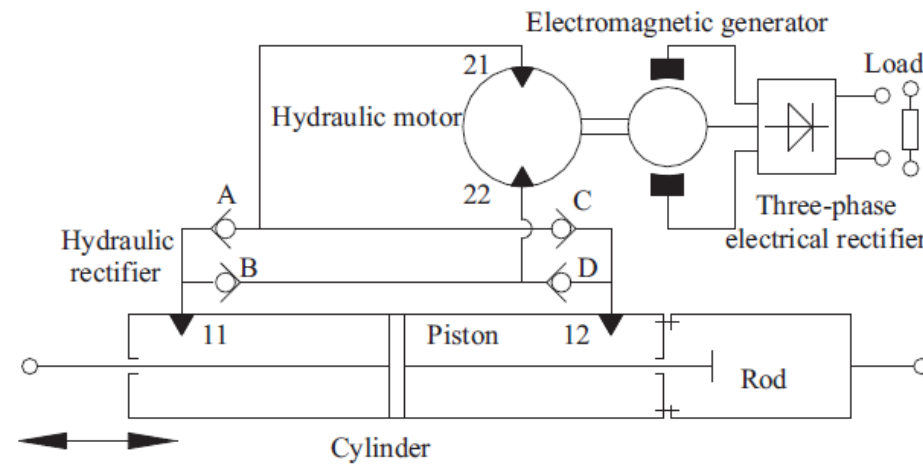 Electromagnetic generator
21
Load
Hydraulic motor
22
A
C
Three-phase
electrical rectifier
Hydraulic
rectifier
B
D
11
Piston
12
Rod
Cylinder